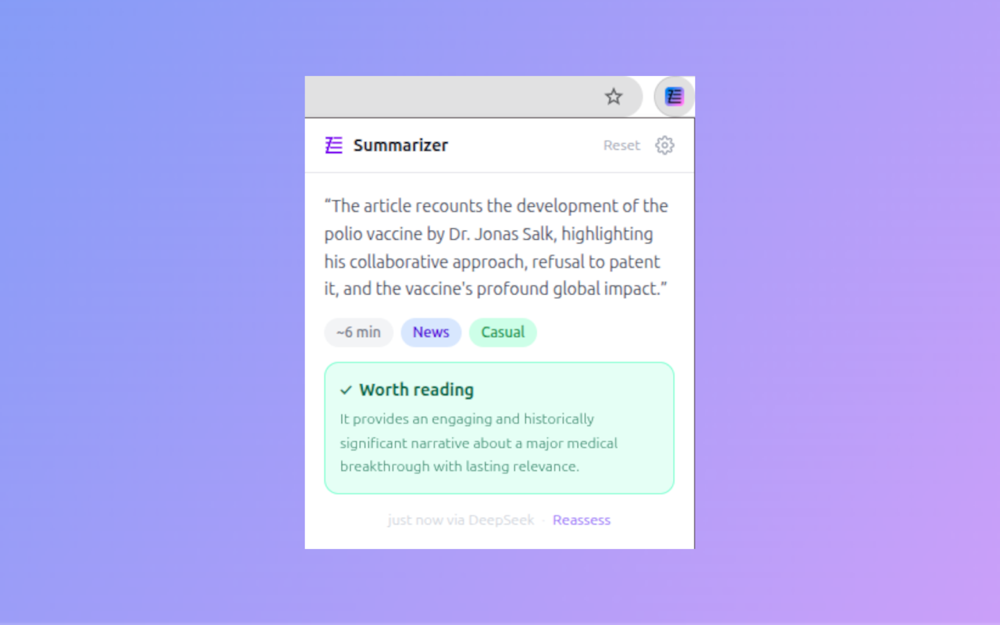 Summarizer
Reset
“The article recounts the development of the
polio vaccine by Dr. Jonas Salk, highlighting
his collaborative approach, refusal to patent
it, and the vaccine's profound global impact.”
~6 min
News
Casual
✓ Worth reading
It provides an engaging and historically
significant narrative about a major medical
breakthrough with lasting relevance.
just now via DeepSeek · Reassess